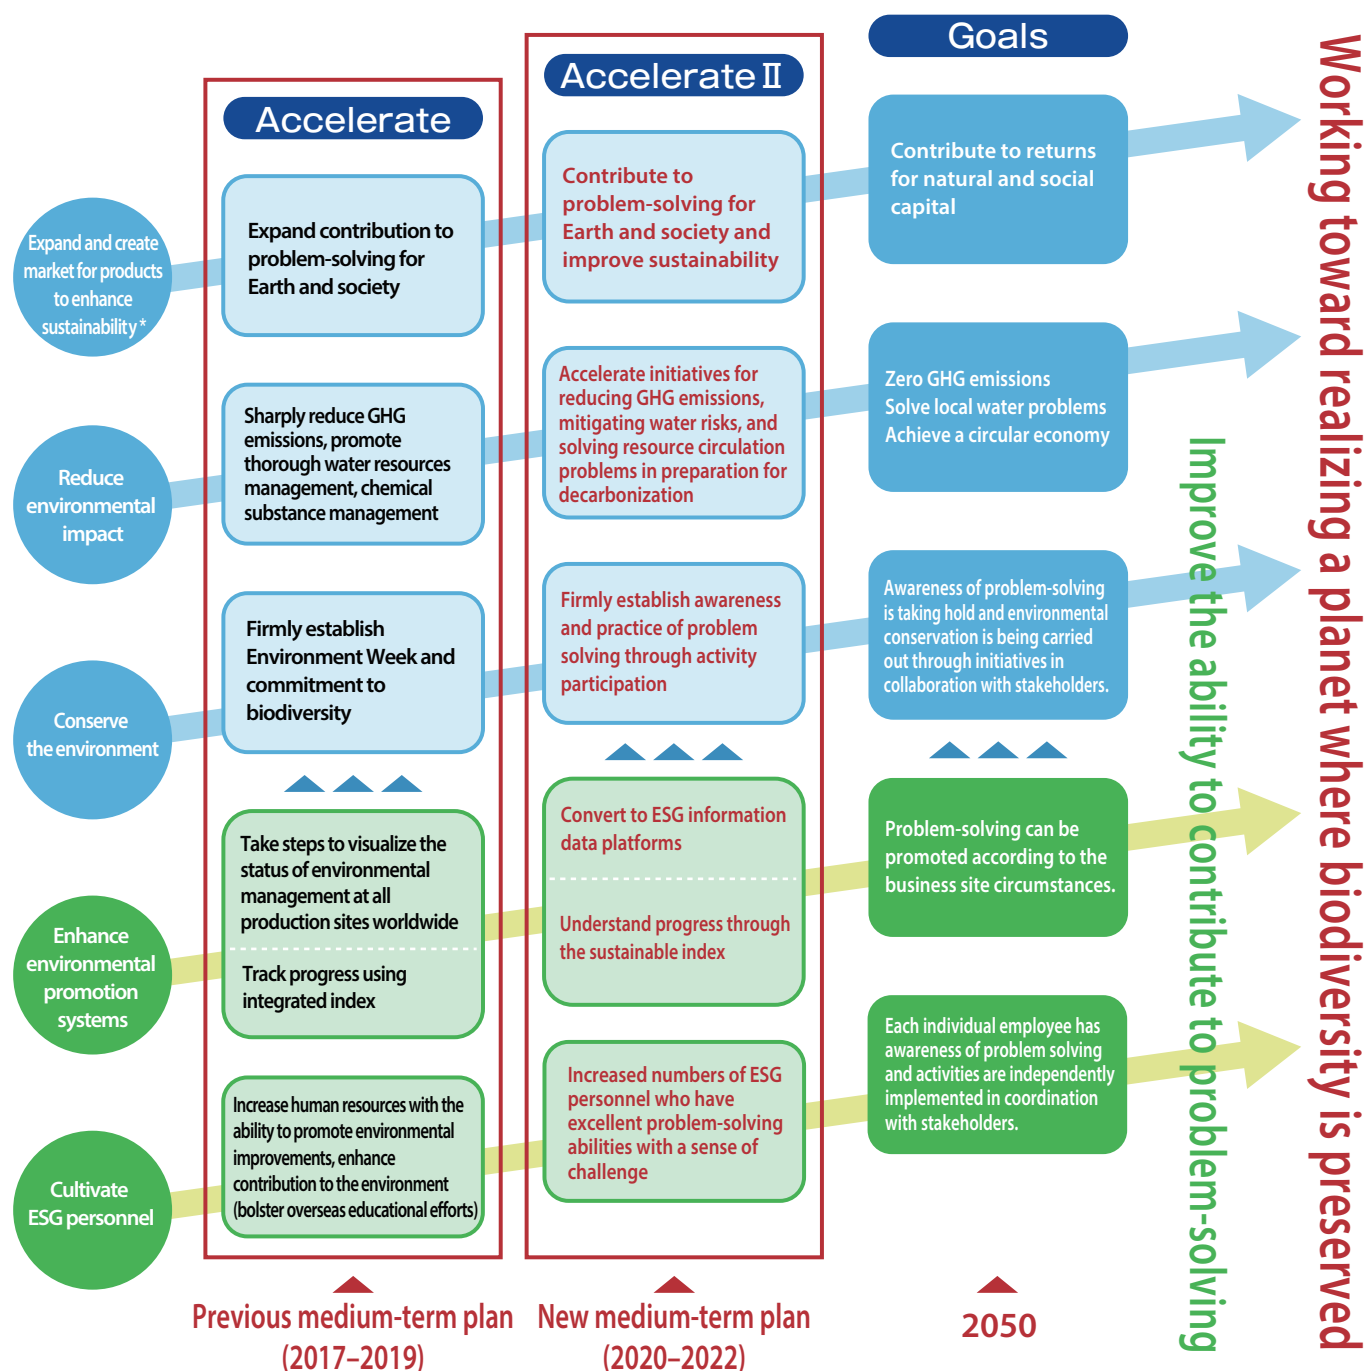 Goals
Accelerate II
Accelerate
Expand and create
market for products
to enhance
sustainability *
Expand contribution to
problem-solving for
Earth and society
Contribute to
problem-solving for
Earth and society and
improve sustainability
Contribute to returns
for natural and social
capital
Reduce
environmental
impact
Sharply reduce GHG
emissions, promote
thorough water resources
management, chemical
substance management
Accelerate initiatives for
reducing GHG emissions,
mitigating water risks, and
solving resource circulation
problems in preparation for
decarbonization
Zero GHG emissions
Solve local water problems
Achieve a circular economy
Conserve
the environment
Firmly establish
Environment Week and
commitment to
biodiversity
Firmly establish awareness
and practice of problem
solving through activity
participation
Awareness of problem-solving
is taking hold and environmental
conservation is being carried
out through initiatives in
collaboration with stakeholders.
Enhance
environmental
promotion
systems
Take steps to visualize the
status of environmental
management at all
production sites worldwide
Track progress using
integrated index
Convert to ESG information
data platforms
Understand progress through
the sustainable index
Problem-solving can be
promoted according to the
business site circumstances.
Cultivate
ESG personnel
Increase human resources with the
ability to promote environmental
improvements, enhance
contribution to the environment
(bolster overseas educational efforts)
Increased numbers of ESG
personnel who have
excellent problem-solving
abilities with a sense of
challenge
Each individual employee has
awareness of problem solving
and activities are independently
implemented in coordination
with stakeholders.
Previous medium-term plan
(2017–2019)
New medium-term plan
(2020–2022)
2050
Improve the ability to contribute to problem-solving
Working toward realizing a planet where biodiversity is preserved